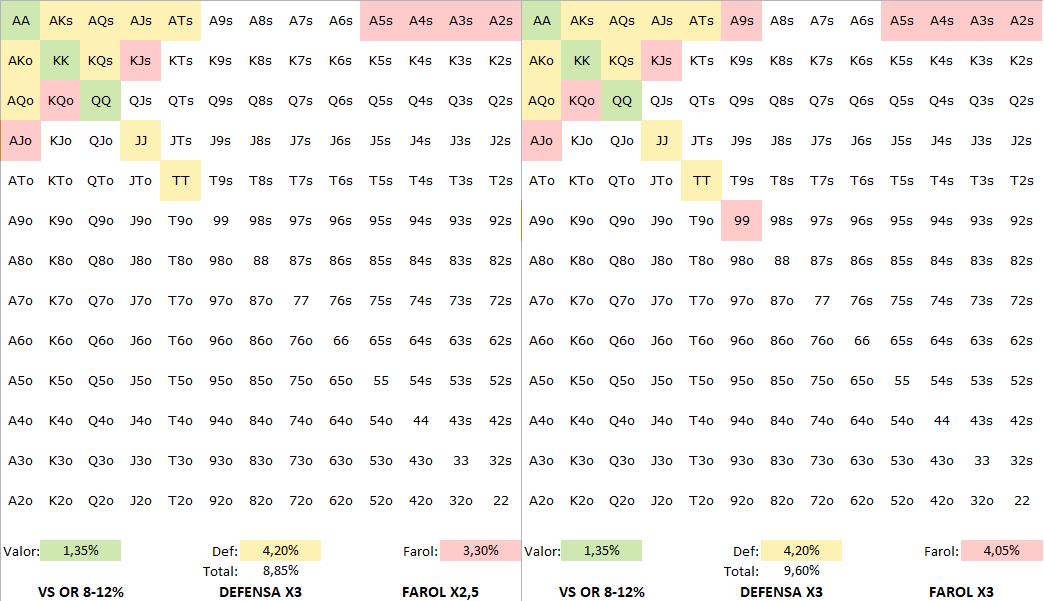 AA AKs AQs AJs ATs A9s A8s A7s A6s A5s A4s A3s A2s AA AKs AQs AJs ATs A9s A8s A7s A6s A5s A4s A3s A2s
AKo KK KQs KJs KTs K9s K8s K7s K6s K5s K4s K3s K2s AKo KK KQs KJs KTs K9s K8s K7s K6s K5s K4s K3s K2s
AQo KQo QQ QJs QTs Q9s Q8s Q7s Q6s Q5s Q4s Q3s Q2s AQo KQo QQ QJs QTs Q9s Q8s Q7s Q6s Q5s Q4s Q3s Q2s
AJo KJo QJo JJ JTs J9s J8s J7s J6s J5s J4s J3s J2s AJo KJo QJo JJ JTs J9s J8s J7s J6s J5s J4s J3s J2s
ATo KTo QTo JTo TT T9s T8s T7s T6s T5s T4s T3s T2s ATo KTo QTo JTo TT T9s T8s T7s T6s T5s T4s T3s T2s
A9o K9o Q9o J9o T9o 99 98s 97s 96s 95s 94s 93s 92s A9o K9o Q9o J9o T9o 99 98s 97s 96s 95s 94s 93s 92s
A8o K8o Q8o J8o T8o 98o 88 87s 86s 85s 84s 83s 82s A8o K8o Q8o J8o T8o 98o 88 87s 86s 85s 84s 83s 82s
A7o K7o Q7o J7o T7o 97o 87o 77 76s 75s 74s 73s 72s A7o K7o Q7o J7o T7o 97o 87o 77 76s 75s 74s 73s 72s
A6o K6o Q6o J6o T6o 96o 86o 76o 66 65s 64s 63s 62s A6o K6o Q6o J6o T6o 96o 86o 76o 66 65s 64s 63s 62s
A5o K5o Q5o J5o T5o 95o 85o 75o 65o 55 54s 53s 52s A5o K5o Q5o J5o T5o 95o 85o 75o 65o 55 54s 53s 52s
A4o K4o Q4o J4o T4o 94o 84o 74o 64o 54o 44 43s 42s A4o K4o Q4o J4o T4o 94o 84o 74o 64o 54o 44 43s 42s
A3o K3o Q3o J3o T3o 93o 83o 73o 63o 53o 43o 33 32s A3o K3o Q3o J3o T3o 93o 83o 73o 63o 53o 43o 33 32s
A2o K2o Q2o J2o T2o 92o 82o 72o 62o 52o 42o 32o 22 A2o K2o Q2o J2o T2o 92o 82o 72o 62o 52o 42o 32o 22
Valor: 1,35% Def: 4,20% Farol: 3,30% Valor: 1,35% Def: 4,20% Farol: 4,05%
Total: 8,85% Total: 9,60%
VS OR 8-12% DEFENSA X3 FAROL X2,5 VS OR 8-12% DEFENSA X3 FAROL X3